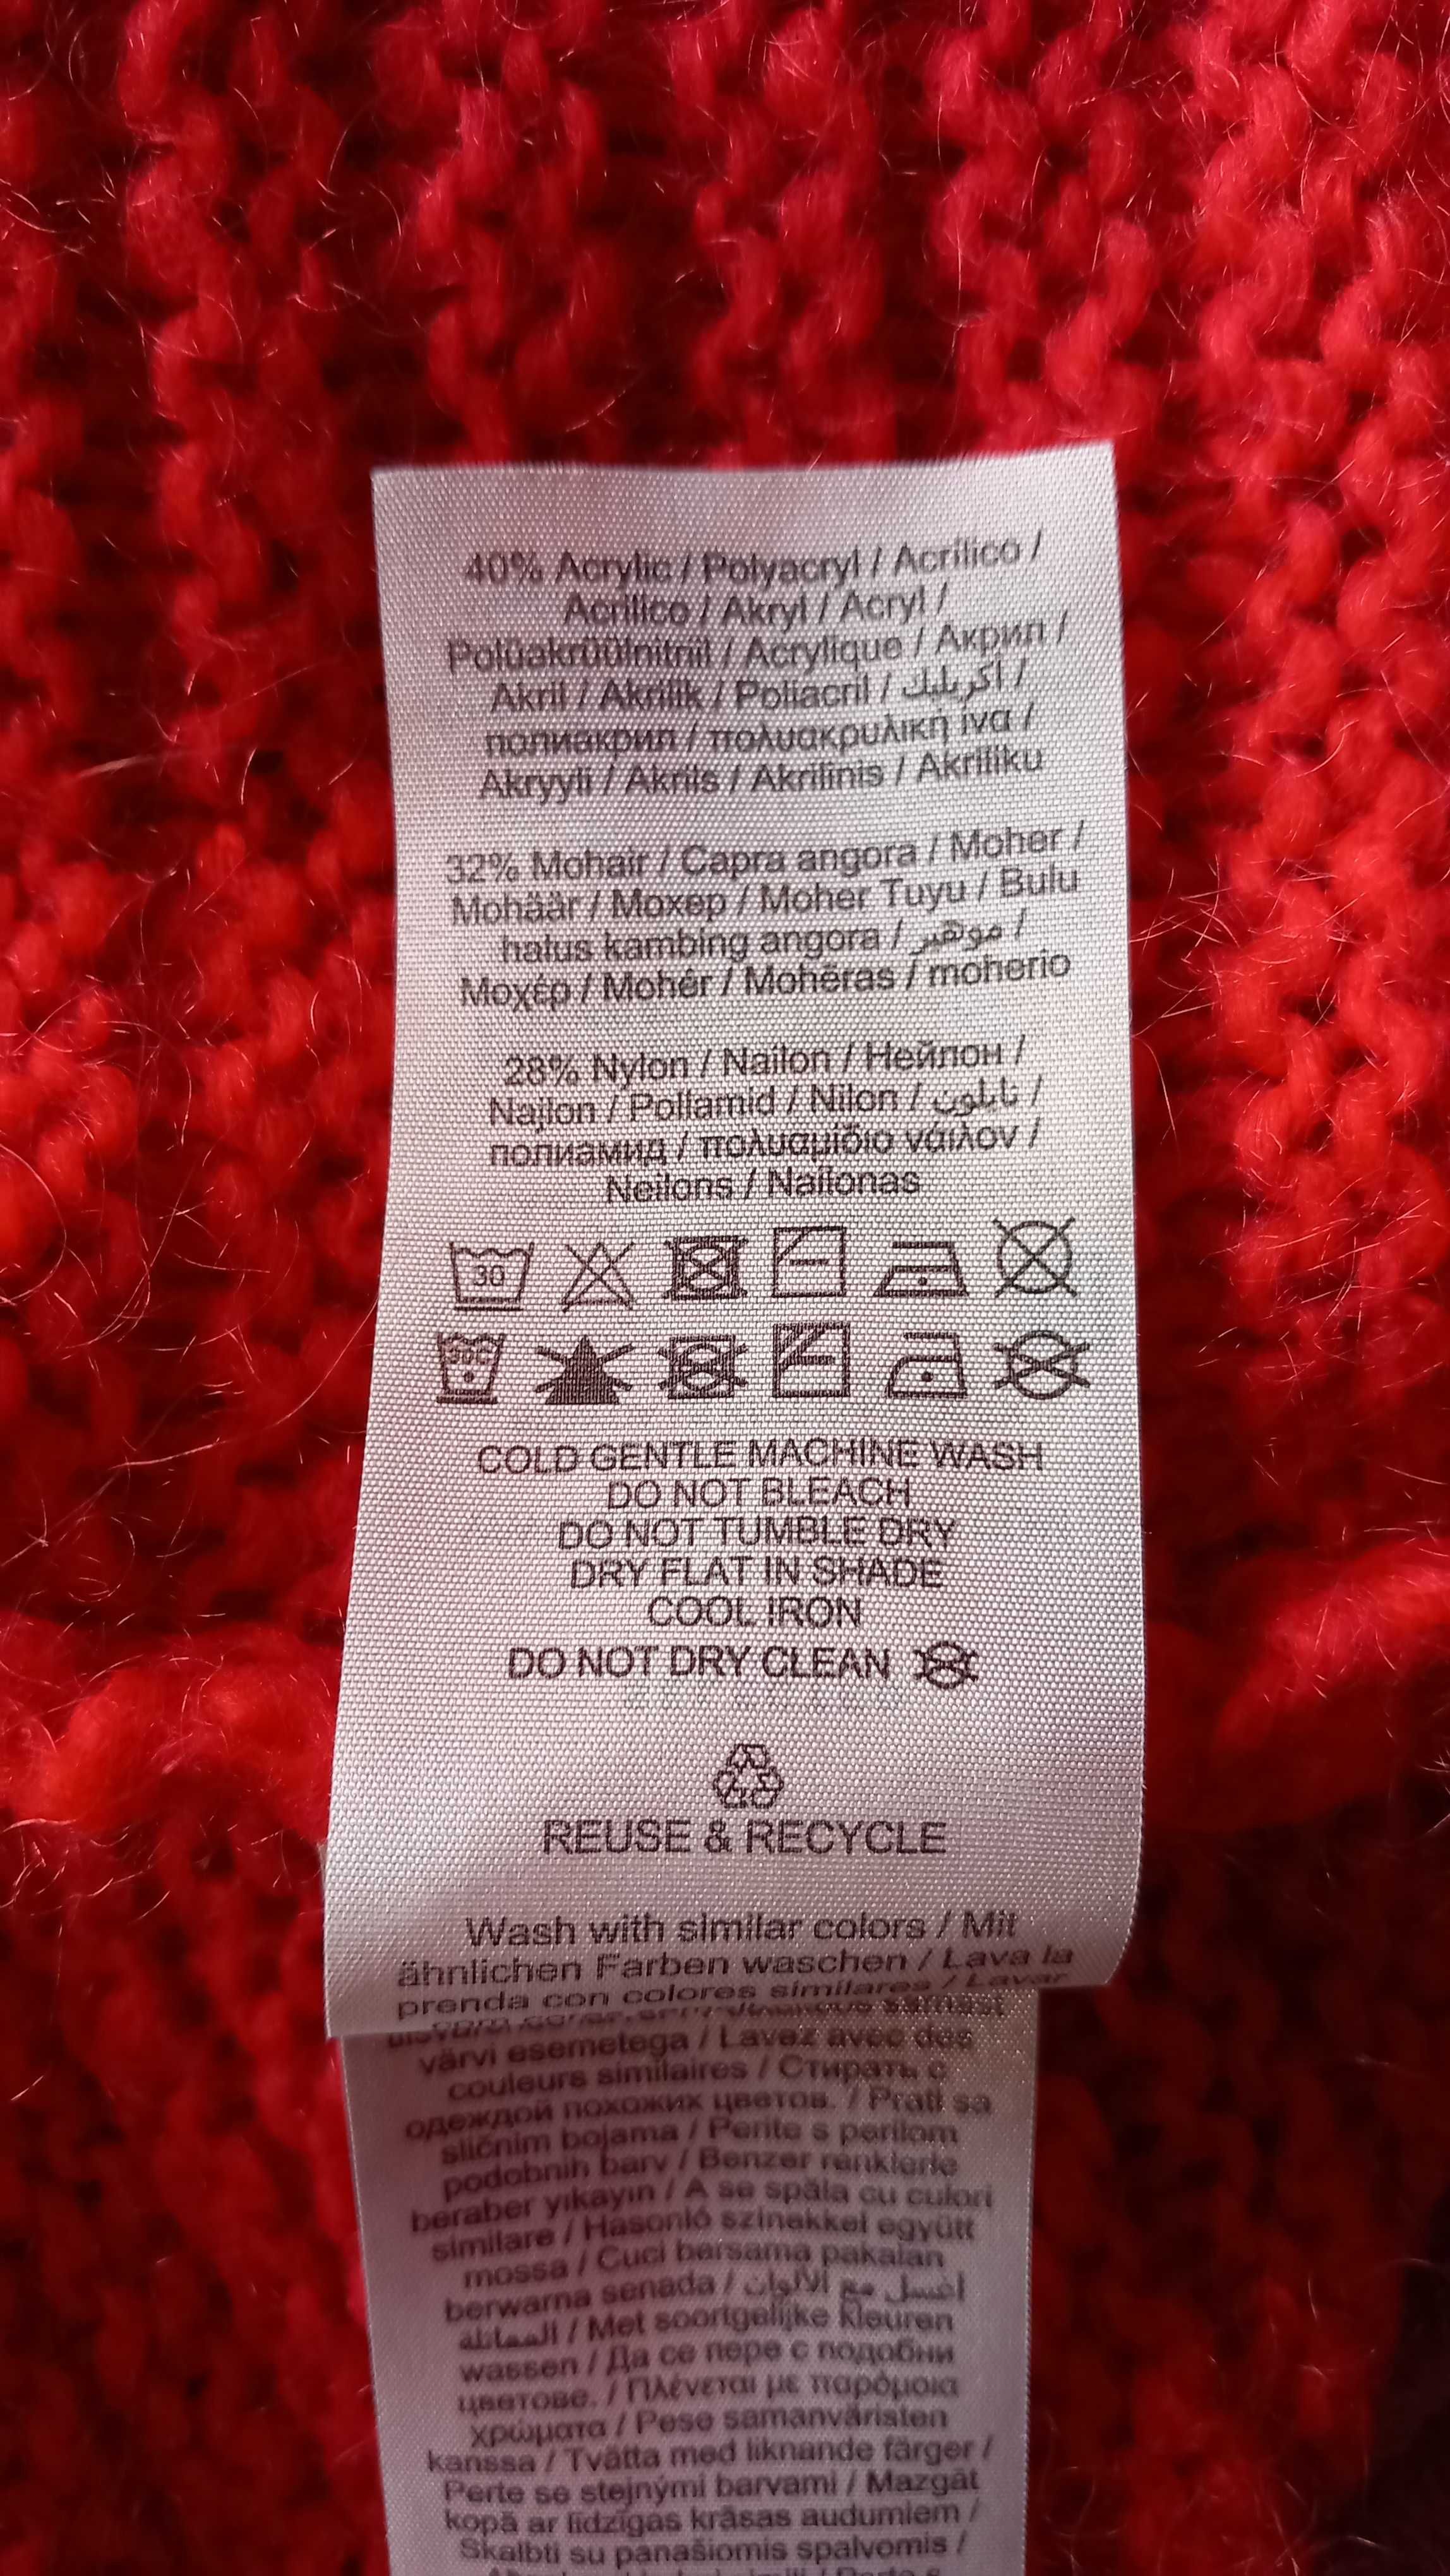 40% Acrylic / Polyacryl / Acrílico /
Acrilico / Akryl / Acryl /
Polüakrüülnitriil / Acrylique / Акрил /
Akril / Akrilik / Poliacril / أكريليك /
полиакрил / πολυακρυλική ίνα /
Akryyli / Akrils / Akrilinis / Akriliku
32% Mohair / Capra angora / Moher /
Mohäär / Мохер / Moher Tuyu / Bulu
halus kambing angora / موهير /
Μοχέρ / Mohér / Mohēras / moherio
28% Nylon / Nailon / Нейлон /
Najlon / Poliamid / Nilon / نايلون /
полиамид / πολυαμίδιο νάιλον /
Neilons / Nailonas
30
30C
COLD GENTLE MACHINE WASH
DO NOT BLEACH
DO NOT TUMBLE DRY
DRY FLAT IN SHADE
COOL IRON
DO NOT DRY CLEAN
REUSE & RECYCLE
Wash with similar colors / Mit
ähnlichen Farben waschen / Lava la
prenda con colores similares / Lavar
värvi esemetega / Lavez avec des
couleurs similaires / Стирать с
одеждой похожих цветов. / Prati sa
sličnim bojama / Perite s perilom
podobnih barv / Benzer renklerle
beraber yıkayın / A se spăla cu culori
similare / Hasonló színekkel együtt
mossa / Cuci bersama pakaian
berwarna senada / اغسل مع الألوان
المماثلة / Met soortgelijke kleuren
wassen / Да се пере с подобни
цветове. / Πλένεται με παρόμοια
χρώματα / Pese samanväristen
kanssa / Tvätta med liknande färger /
Perte se stejnými barvami / Mazgāt
kopā ar līdzīgas krāsas audumiem /
Skalbti su panašiomis spalvomis /